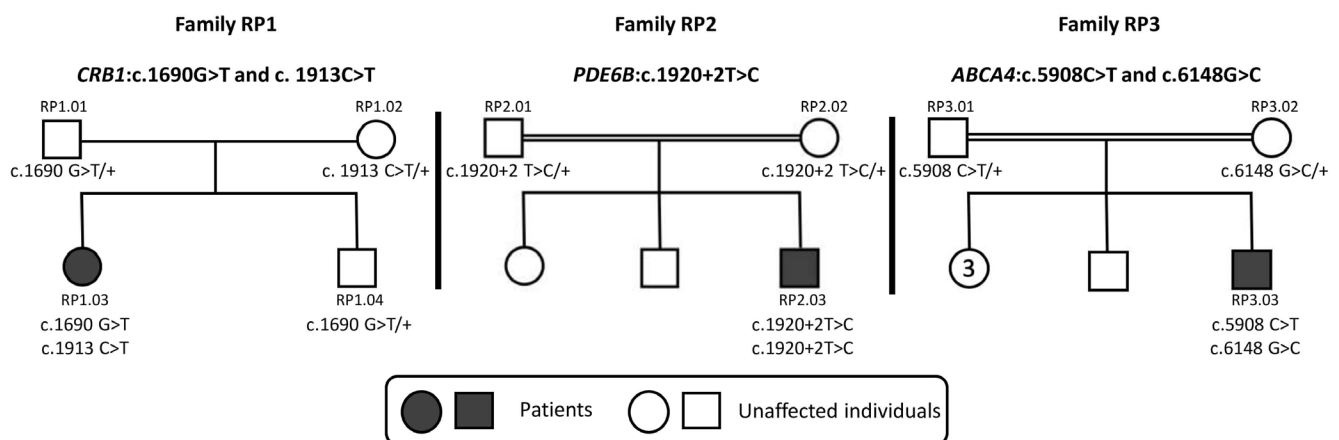 Family RP1
CRB1:c.1690G>T and c. 1913C>T
RP1.01
RP1.02
c.1690 G>T/+
c. 1913 C>T/+
RP1.03
c.1690 G>T
c.1913 C>T
RP1.04
c.1690 G>T/+
Family RP2
PDE6B:c.1920+2T>C
RP2.01
RP2.02
c.1920+2 T>C/+
c.1920+2 T>C/+
RP2.03
c.1920+2T>C
c.1920+2T>C
Family RP3
ABCA4:c.5908C>T and c.6148G>C
RP3.01
RP3.02
c.5908 C>T/+
c.6148 G>C/+
3
RP3.03
c.5908 C>T
c.6148 G>C
Patients
Unaffected individuals